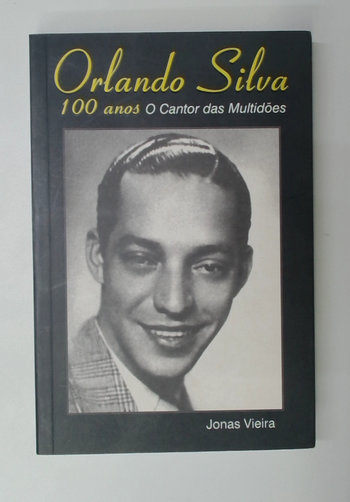 Orlando Silva
100 anos O Cantor das Multidões
Jonas Vieira